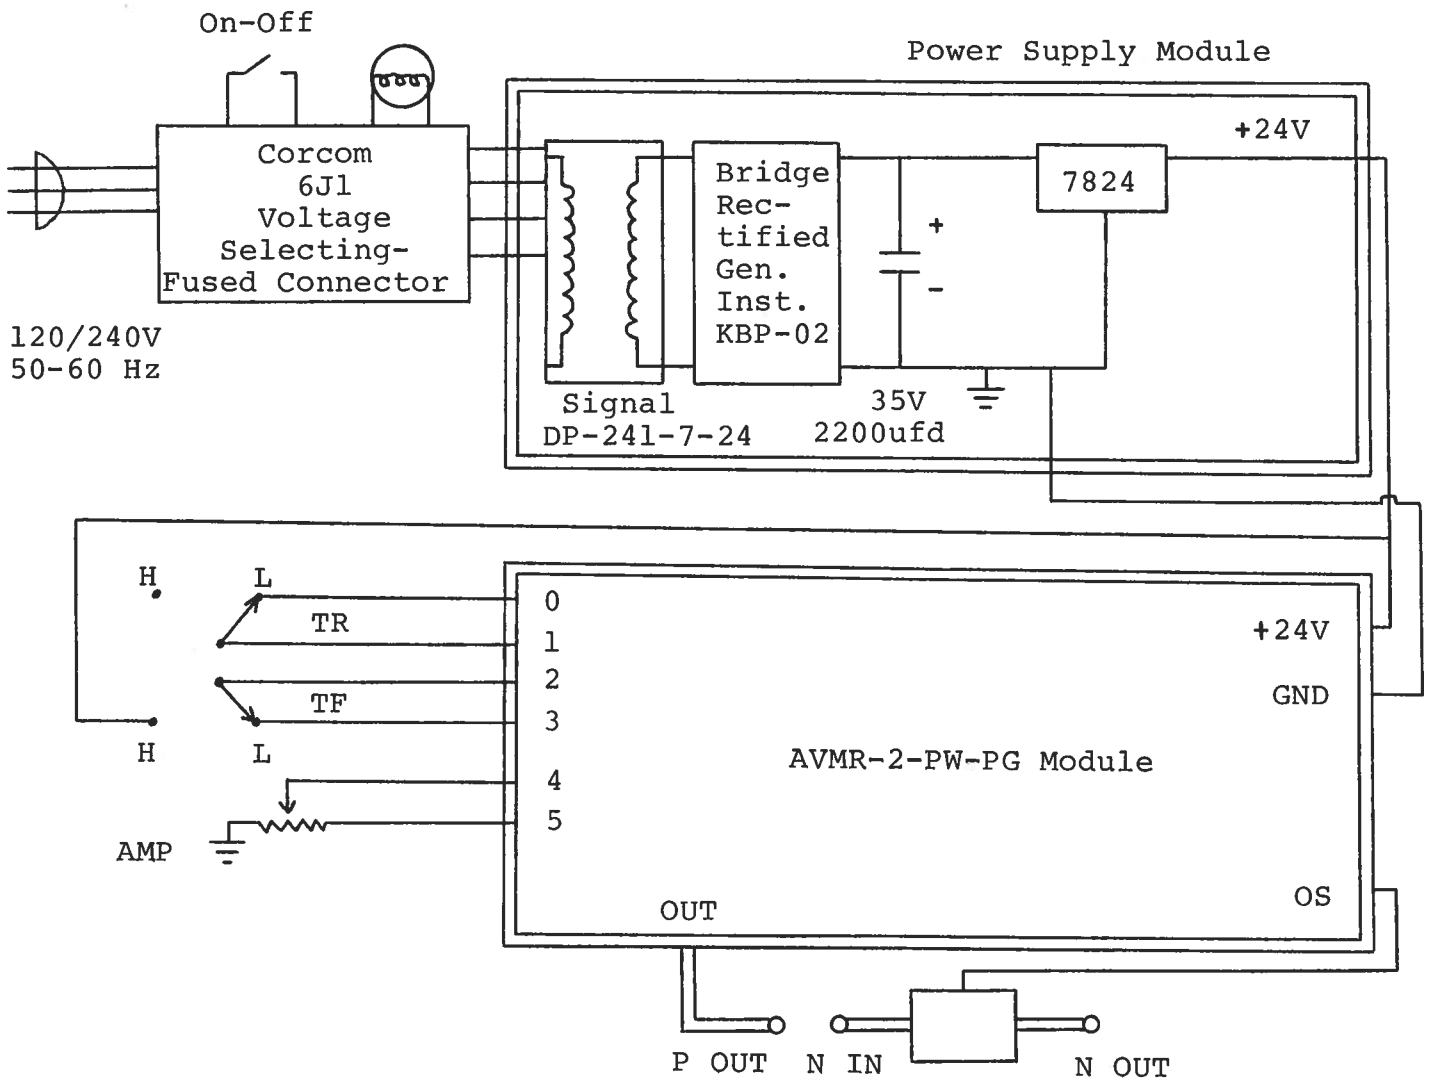 On-Off
Power Supply Module
Corcom
6J1
Voltage
Selecting-
Fused Connector
120/240V
50-60 Hz
Bridge
Rec-
tified
Gen.
Inst.
KBP-02
+24V
7824
+
−
Signal
DP-241-7-24
35V
2200ufd
H
L
TR
TF
H
L
AMP
0
1
2
3
4
5
+24V
GND
AVMR-2-PW-PG Module
OS
OUT
P OUT
N IN
N OUT